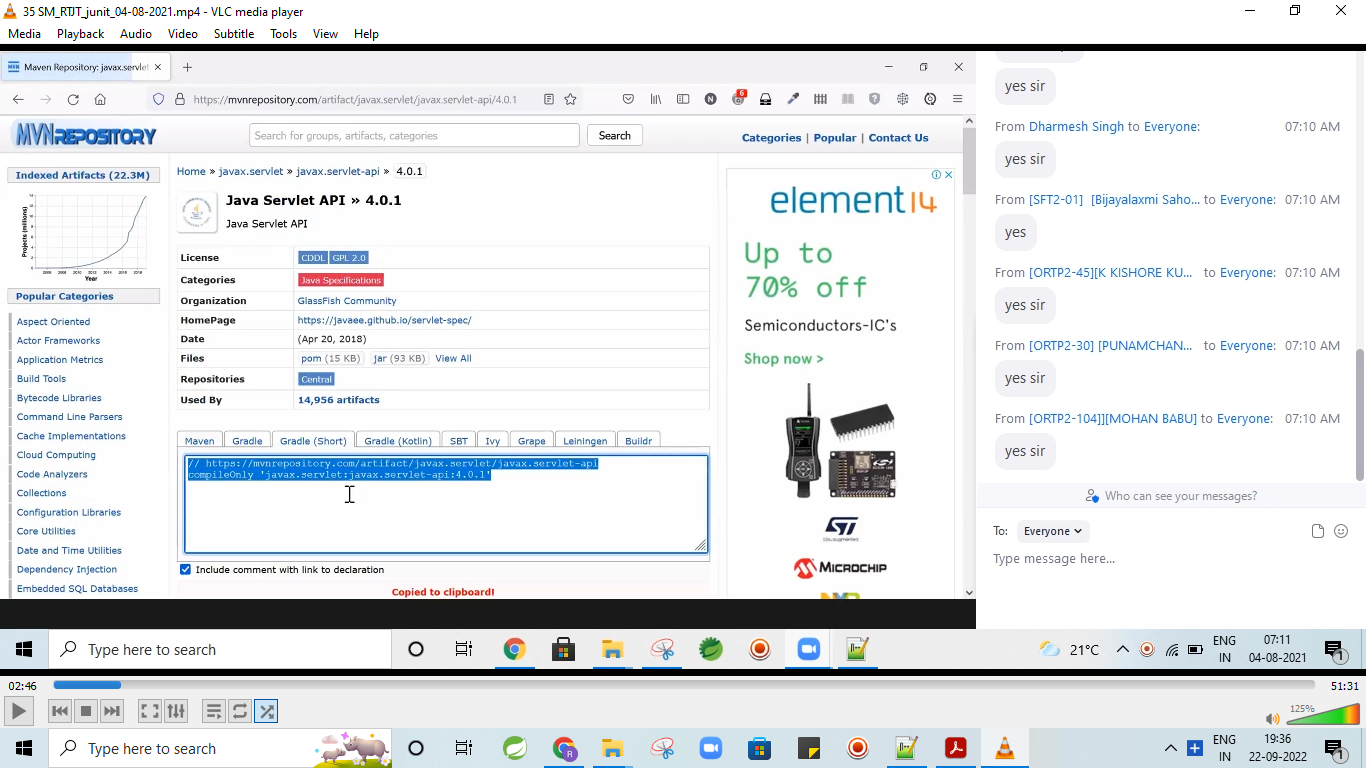 35 SM_RTJT_junit_04-08-2021.mp4 - VLC media player
Media Playback Audio Video Subtitle Tools View Help
Maven Repository: javax.servlet
https://mvnrepository.com/artifact/javax.servlet/javax.servlet-api/4.0.1
6
MVNREPOSITORY
Search for groups, artifacts, categories
Search
Categories | Popular | Contact Us
Indexed Artifacts (22.3M)
Projects (millions)
Year
Popular Categories
Aspect Oriented
Actor Frameworks
Application Metrics
Build Tools
Bytecode Libraries
Command Line Parsers
Cache Implementations
Cloud Computing
Code Analyzers
Collections
Configuration Libraries
Core Utilities
Date and Time Utilities
Dependency Injection
Embedded SQL Databases
Home » javax.servlet » javax.servlet-api » 4.0.1
Java Servlet API » 4.0.1
Java Servlet API
License CDDL GPL 2.0
Categories Java Specifications
Organization GlassFish Community
HomePage https://javaee.github.io/servlet-spec/
Date (Apr 20, 2018)
Files pom (15 KB) jar (93 KB) View All
Repositories Central
Used By 14,956 artifacts
Maven Gradle Gradle (Short) Gradle (Kotlin) SBT Ivy Grape Leiningen Buildr
// https://mvnrepository.com/artifact/javax.servlet/javax.servlet-api
compileOnly 'javax.servlet:javax.servlet-api:4.0.1'
Include comment with link to declaration
Copied to clipboard!
element14
Up to
70% off
Semiconductors-IC's
Shop now >
ST
MICROCHIP
yes sir
From Dharmesh Singh to Everyone: 07:10 AM
yes sir
From [SFT2-01] [Bijayalaxmi Saho... to Everyone: 07:10 AM
yes
From [ORTP2-45][K KISHORE KU... to Everyone: 07:10 AM
yes sir
From [ORTP2-30] [PUNAMCHAN... to Everyone: 07:10 AM
yes sir
From [ORTP2-104]][MOHAN BABU] to Everyone: 07:10 AM
yes sir
Who can see your messages?
To: Everyone
Type message here...
Type here to search
21°C
ENG
IN
07:11
04-08-2021
1
02:46
51:31
125%
Type here to search
ENG
IN
19:36
22-09-2022
1